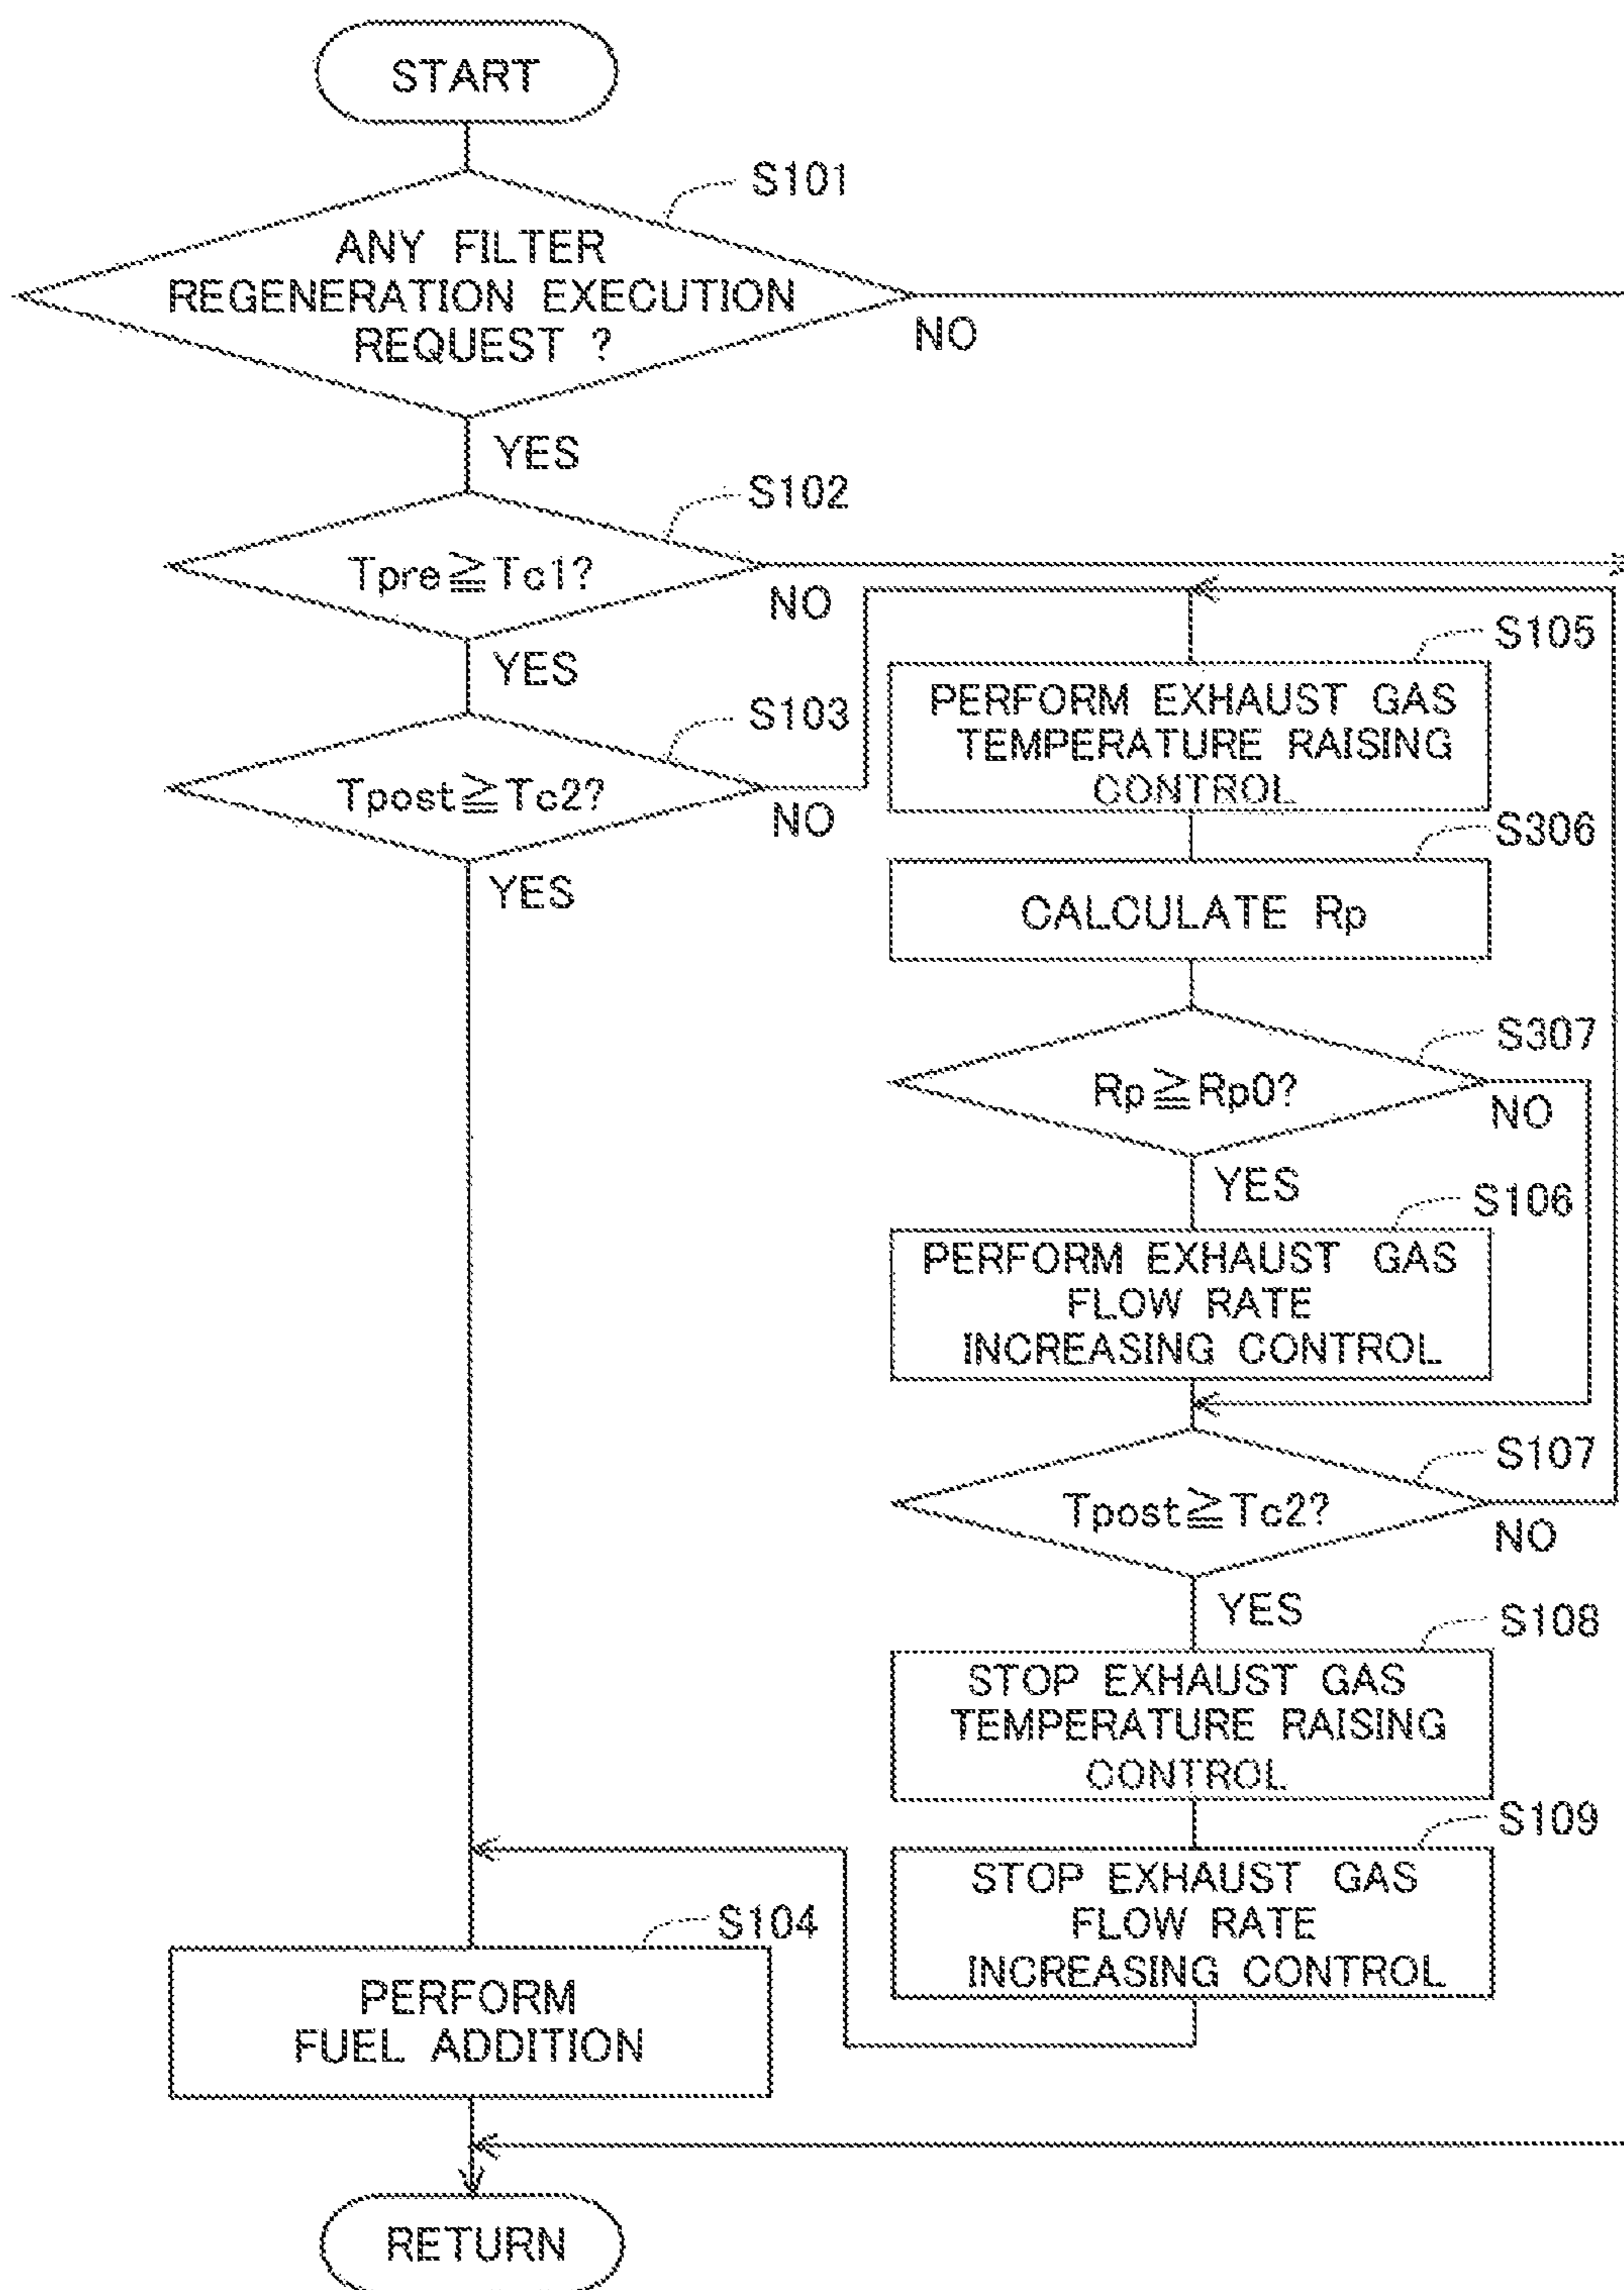 START
S101
ANY FILTER
REGENERATION EXECUTION
REQUEST ?
NO
YES
S102
Tpre≧Tc1?
NO
YES
S103
Tpost≧Tc2?
NO
YES
S105
PERFORM EXHAUST GAS
TEMPERATURE RAISING
CONTROL
S306
CALCULATE Rp
S307
Rp≧Rp0?
NO
YES
S106
PERFORM EXHAUST GAS
FLOW RATE
INCREASING CONTROL
S107
Tpost≧Tc2?
NO
YES
S108
STOP EXHAUST GAS
TEMPERATURE RAISING
CONTROL
S109
STOP EXHAUST GAS
FLOW RATE
INCREASING CONTROL
S104
PERFORM
FUEL ADDITION
RETURN